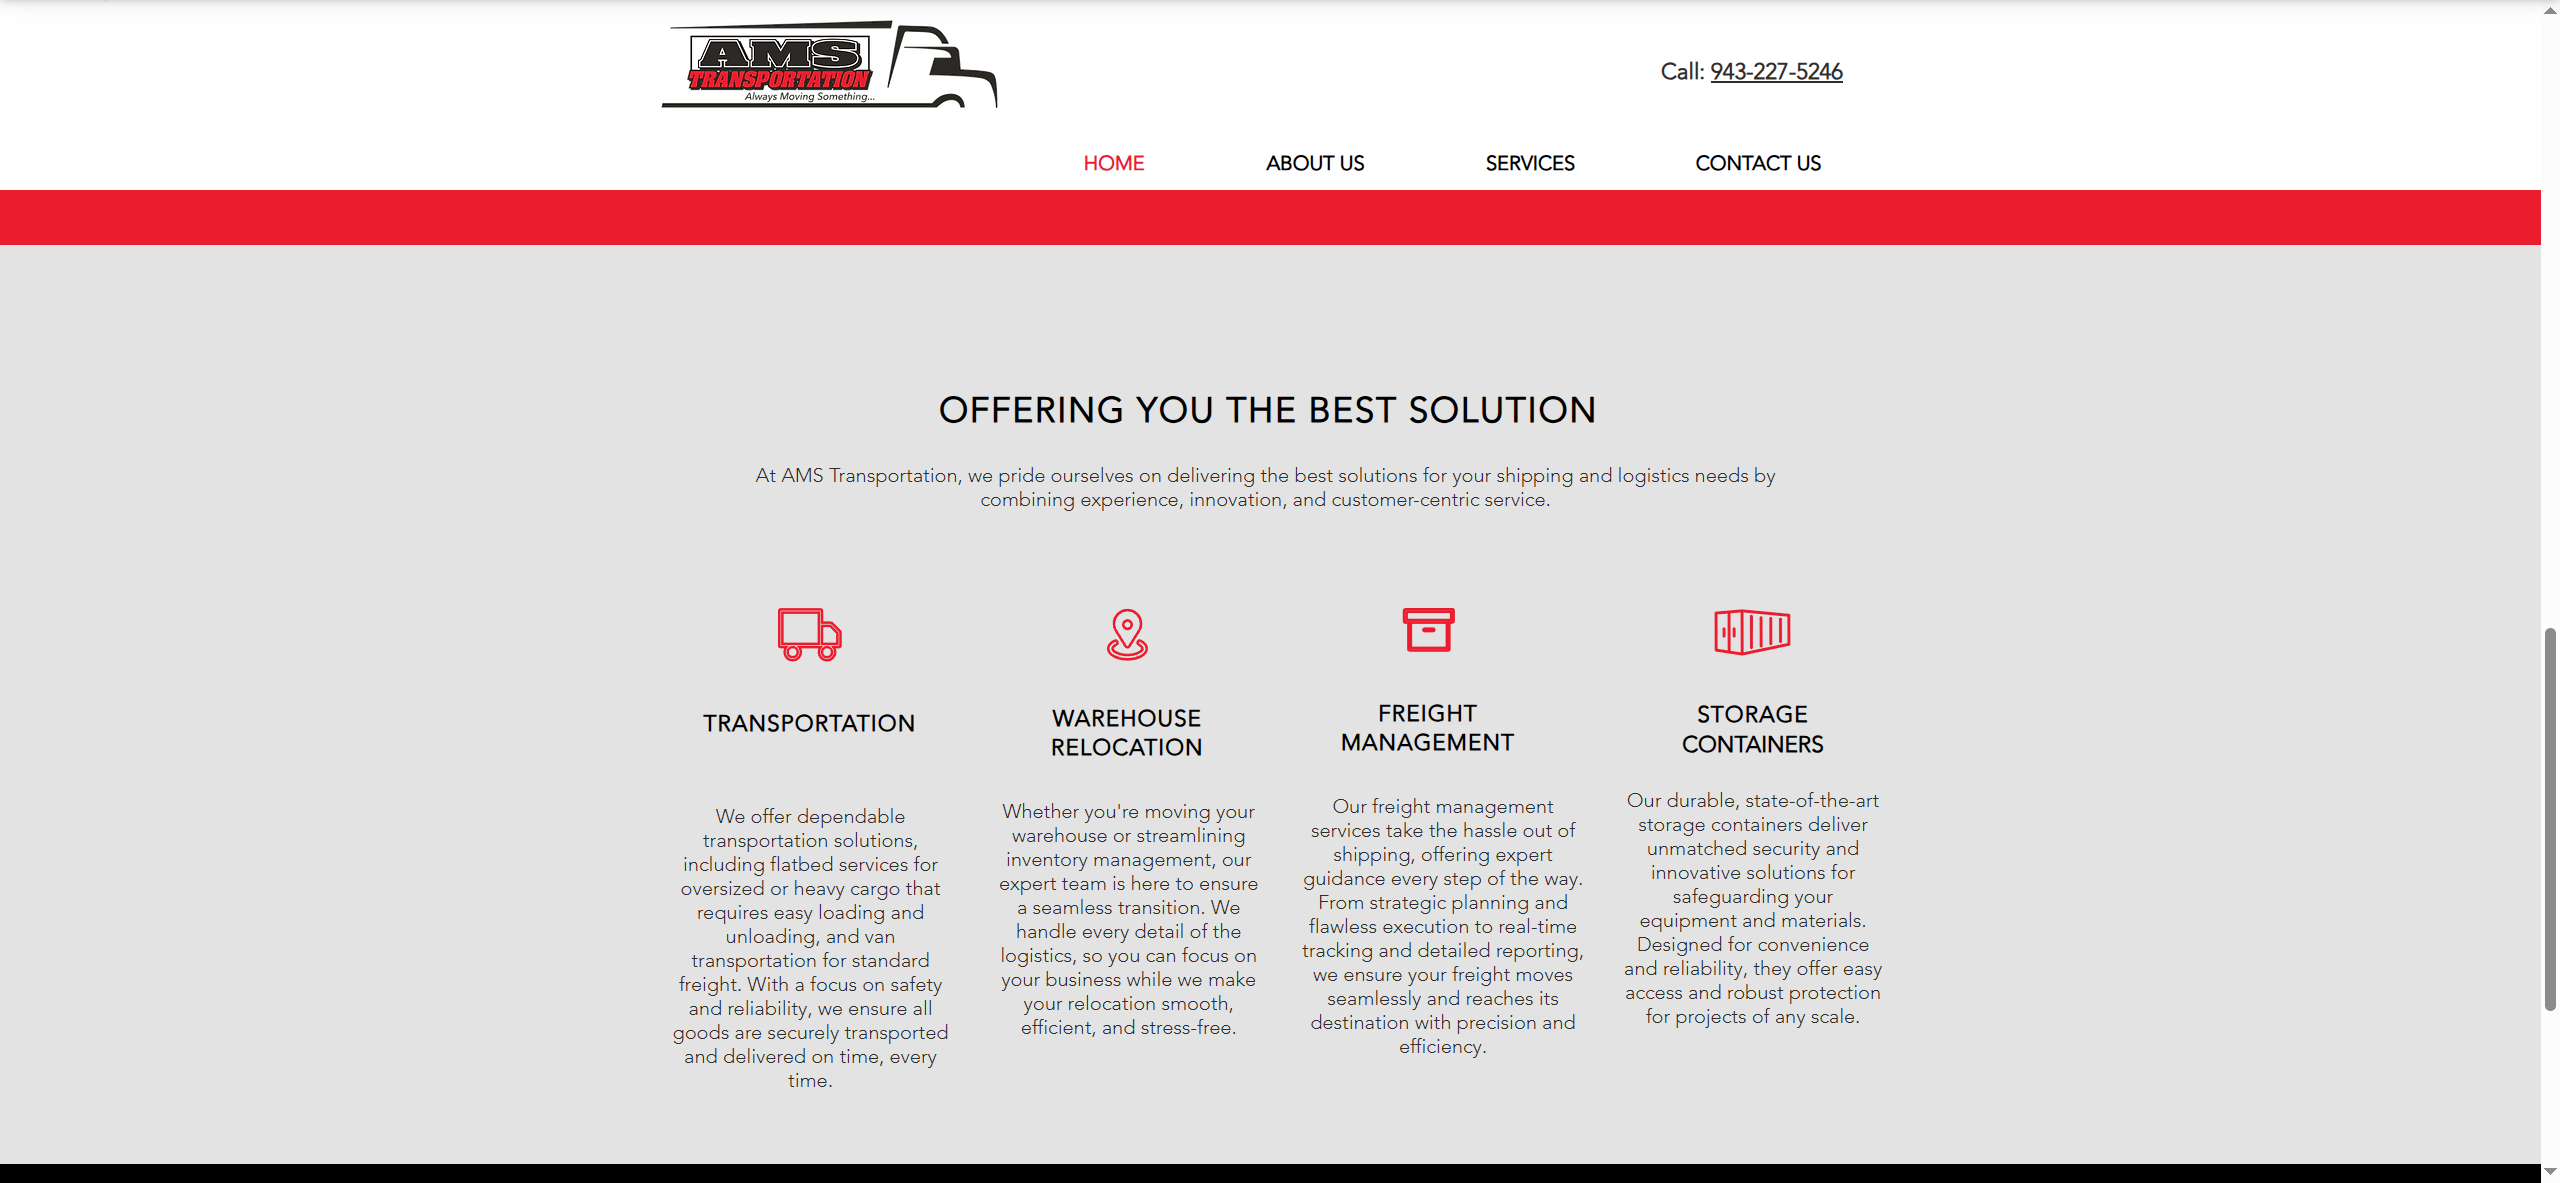 AMS
TRANSPORTATION
Always Moving Something...
Call: 943-227-5246
HOME
ABOUT US
SERVICES
CONTACT US
OFFERING YOU THE BEST SOLUTION
At AMS Transportation, we pride ourselves on delivering the best solutions for your shipping and logistics needs by
combining experience, innovation, and customer-centric service.
TRANSPORTATION
We offer dependable
transportation solutions,
including flatbed services for
oversized or heavy cargo that
requires easy loading and
unloading, and van
transportation for standard
freight. With a focus on safety
and reliability, we ensure all
goods are securely transported
and delivered on time, every
time.
WAREHOUSE
RELOCATION
Whether you're moving your
warehouse or streamlining
inventory management, our
expert team is here to ensure
a seamless transition. We
handle every detail of the
logistics, so you can focus on
your business while we make
your relocation smooth,
efficient, and stress-free.
FREIGHT
MANAGEMENT
Our freight management
services take the hassle out of
shipping, offering expert
guidance every step of the way.
From strategic planning and
flawless execution to real-time
tracking and detailed reporting,
we ensure your freight moves
seamlessly and reaches its
destination with precision and
efficiency.
STORAGE
CONTAINERS
Our durable, state-of-the-art
storage containers deliver
unmatched security and
innovative solutions for
safeguarding your
equipment and materials.
Designed for convenience
and reliability, they offer easy
access and robust protection
for projects of any scale.